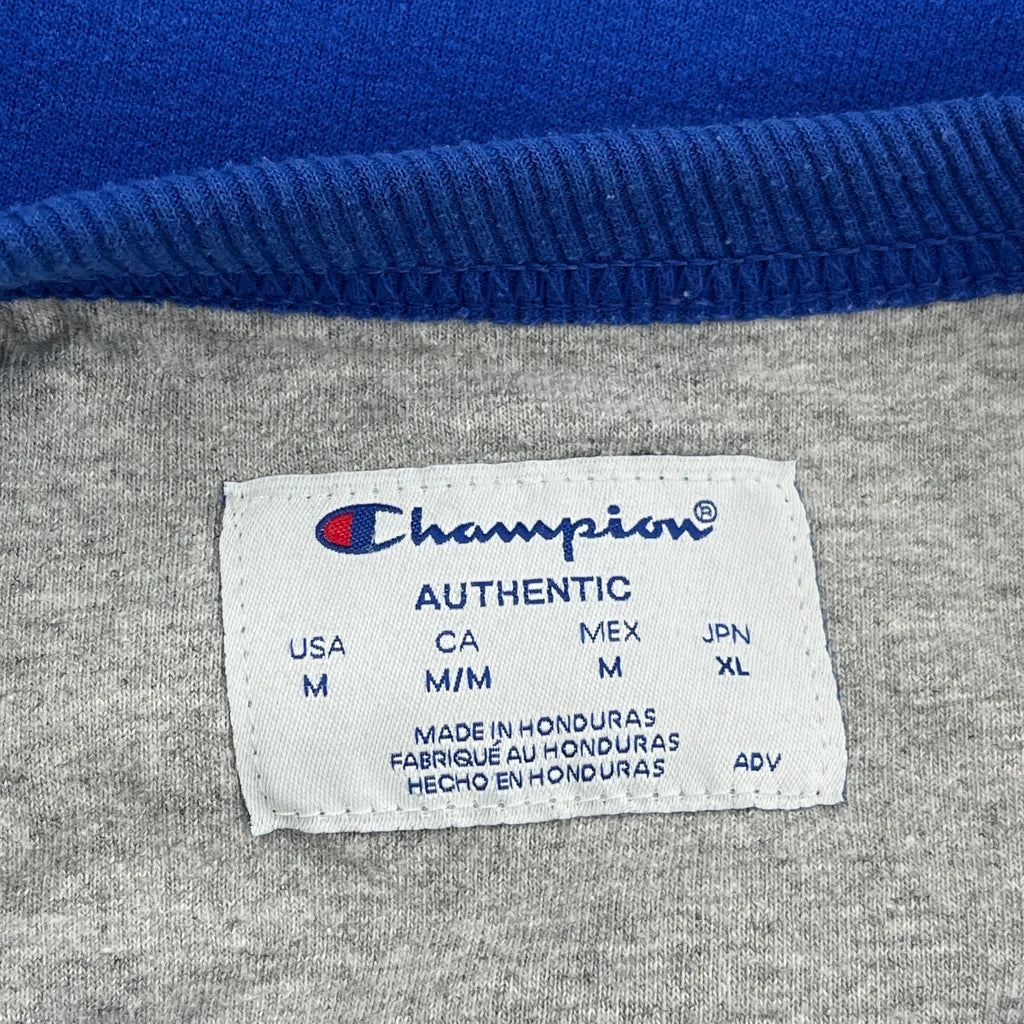 Champion®
AUTHENTIC
USA CA MEX JPN
M M/M M XL
MADE IN HONDURAS
FABRIQUÉ AU HONDURAS
HECHO EN HONDURAS
ADV